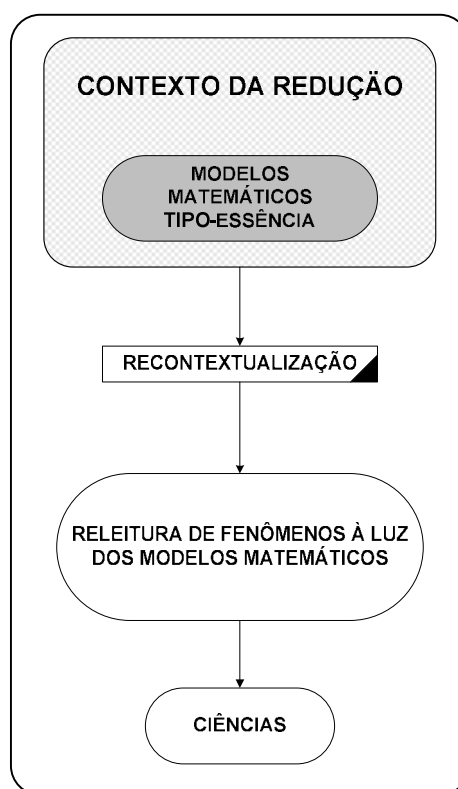 CONTEXTO DA REDUÇÃO
MODELOS
MATEMÁTICOS
TIPO-ESSÊNCIA
RECONTEXTUALIZAÇÃO
RELEITURA DE FENÔMENOS À LUZ
DOS MODELOS MATEMÁTICOS
CIÊNCIAS